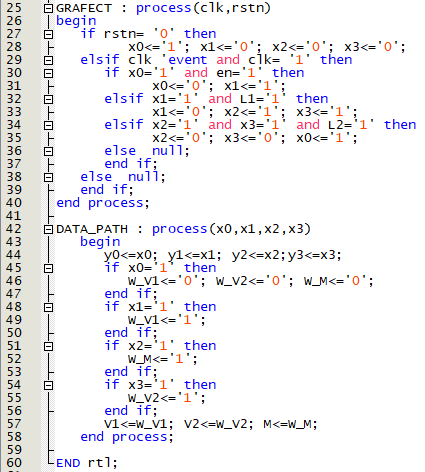 25 GRAFECT : process(clk,rstn)
26 begin
27 if rstn= '0' then
28 x0<='1'; x1<='0'; x2<='0'; x3<='0';
29 elsif clk 'event and clk= '1' then
30 if x0='1' and en='1' then
31 x0<='0'; x1<='1';
32 elsif x1='1' and L1='1' then
33 x1<='0'; x2<='1'; x3<='1';
34 elsif x2='1' and x3='1' and L2='1' then
35 x2<='0'; x3<='0'; x0<='1';
36 else null;
37 end if;
38 else null;
39 end if;
40 end process;
41
42 DATA_PATH : process(x0,x1,x2,x3)
43 begin
44 y0<=x0; y1<=x1; y2<=x2;y3<=x3;
45 if x0='1' then
46 W_V1<='0'; W_V2<='0'; W_M<='0';
47 end if;
48 if x1='1' then
49 W_V1<='1';
50 end if;
51 if x2='1' then
52 W_M<='1';
53 end if;
54 if x3='1' then
55 W_V2<='1';
56 end if;
57 V1<=W_V1; V2<=W_V2; M<=W_M;
58 end process;
59
60 END rtl;